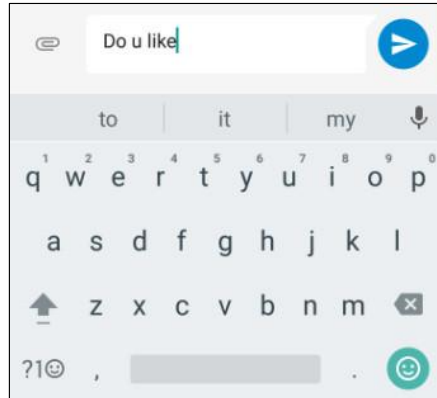 Do u like
to it my
1 2 3 4 5 6 7 8 9 0
q w e r t y u i o p
a s d f g h j k l
z x c v b n m
?1☺ , .